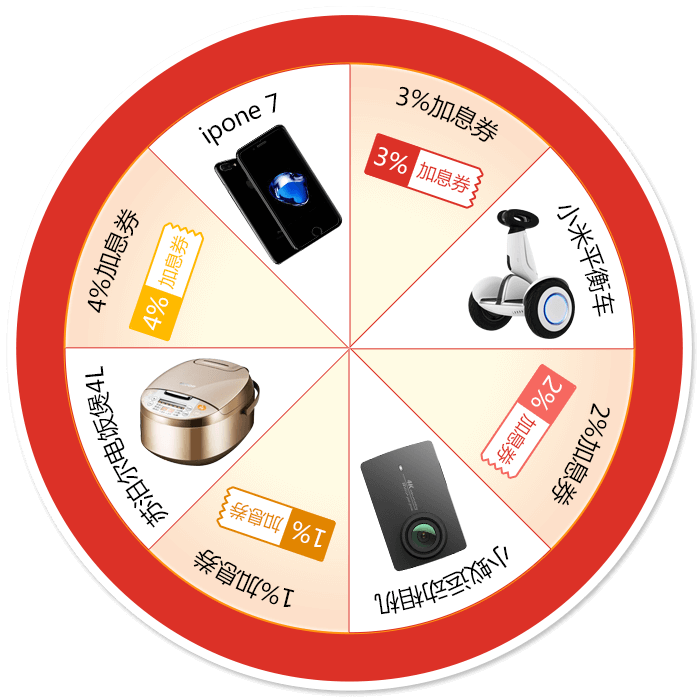 ipone 7
3%加息券
3% 加息券
小米平衡车
2%加息券
2% 加息券
小蚁运动相机
4K
1%加息券
1% 加息券
苏泊尔电饭煲4L
4%加息券
4% 加息券